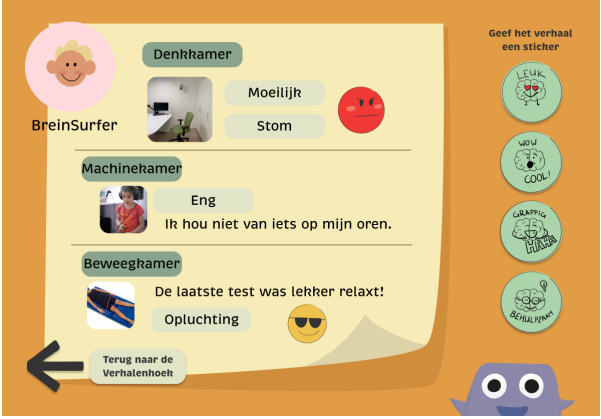 Geef het verhaal
een sticker
Denkkamer
Moeilijk
Stom
BreinSurfer
Machinekamer
Eng
Ik hou niet van iets op mijn oren.
Beweegkamer
De laatste test was lekker relaxt!
Opluchting
Terug naar de
Verhalenhoek
LEUK
WOW
COOL!
GRAPPIG
HAHA
BEHULPZAAM